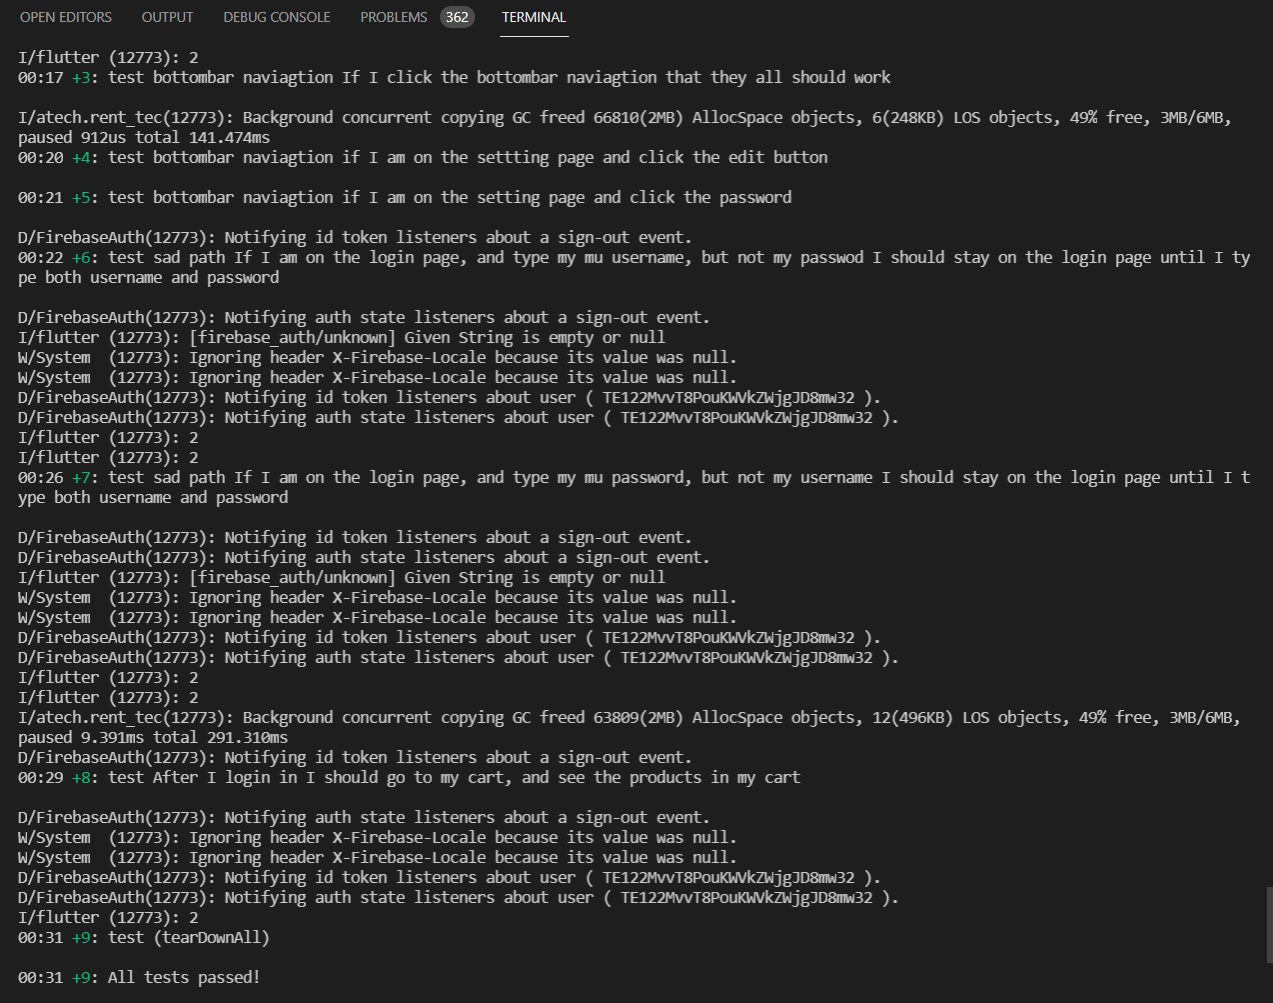 OPEN EDITORS OUTPUT DEBUG CONSOLE PROBLEMS 362 TERMINAL
I/flutter (12773): 2
00:17 +3: test bottombar naviagtion If I click the bottombar naviagtion that they all should work
I/atech.rent_tec(12773): Background concurrent copying GC freed 66810(2MB) AllocSpace objects, 6(248KB) LOS objects, 49% free, 3MB/6MB,
paused 912us total 141.474ms
00:20 +4: test bottombar naviagtion if I am on the settting page and click the edit button
00:21 +5: test bottombar naviagtion if I am on the setting page and click the password
D/FirebaseAuth(12773): Notifying id token listeners about a sign-out event.
00:22 +6: test sad path If I am on the login page, and type my mu username, but not my passwod I should stay on the login page until I ty
pe both username and password
D/FirebaseAuth(12773): Notifying auth state listeners about a sign-out event.
I/flutter (12773): [firebase_auth/unknown] Given String is empty or null
W/System  (12773): Ignoring header X-Firebase-Locale because its value was null.
W/System  (12773): Ignoring header X-Firebase-Locale because its value was null.
D/FirebaseAuth(12773): Notifying id token listeners about user ( TE122MvvT8PouKWVkZWjgJD8mw32 ).
D/FirebaseAuth(12773): Notifying auth state listeners about user ( TE122MvvT8PouKWVkZWjgJD8mw32 ).
I/flutter (12773): 2
I/flutter (12773): 2
00:26 +7: test sad path If I am on the login page, and type my mu password, but not my username I should stay on the login page until I t
ype both username and password
D/FirebaseAuth(12773): Notifying id token listeners about a sign-out event.
D/FirebaseAuth(12773): Notifying auth state listeners about a sign-out event.
I/flutter (12773): [firebase_auth/unknown] Given String is empty or null
W/System  (12773): Ignoring header X-Firebase-Locale because its value was null.
W/System  (12773): Ignoring header X-Firebase-Locale because its value was null.
D/FirebaseAuth(12773): Notifying id token listeners about user ( TE122MvvT8PouKWVkZWjgJD8mw32 ).
D/FirebaseAuth(12773): Notifying auth state listeners about user ( TE122MvvT8PouKWVkZWjgJD8mw32 ).
I/flutter (12773): 2
I/flutter (12773): 2
I/atech.rent_tec(12773): Background concurrent copying GC freed 63809(2MB) AllocSpace objects, 12(496KB) LOS objects, 49% free, 3MB/6MB,
paused 9.391ms total 291.310ms
D/FirebaseAuth(12773): Notifying id token listeners about a sign-out event.
00:29 +8: test After I login in I should go to my cart, and see the products in my cart
D/FirebaseAuth(12773): Notifying auth state listeners about a sign-out event.
W/System  (12773): Ignoring header X-Firebase-Locale because its value was null.
W/System  (12773): Ignoring header X-Firebase-Locale because its value was null.
D/FirebaseAuth(12773): Notifying id token listeners about user ( TE122MvvT8PouKWVkZWjgJD8mw32 ).
D/FirebaseAuth(12773): Notifying auth state listeners about user ( TE122MvvT8PouKWVkZWjgJD8mw32 ).
I/flutter (12773): 2
00:31 +9: test (tearDownAll)
00:31 +9: All tests passed!